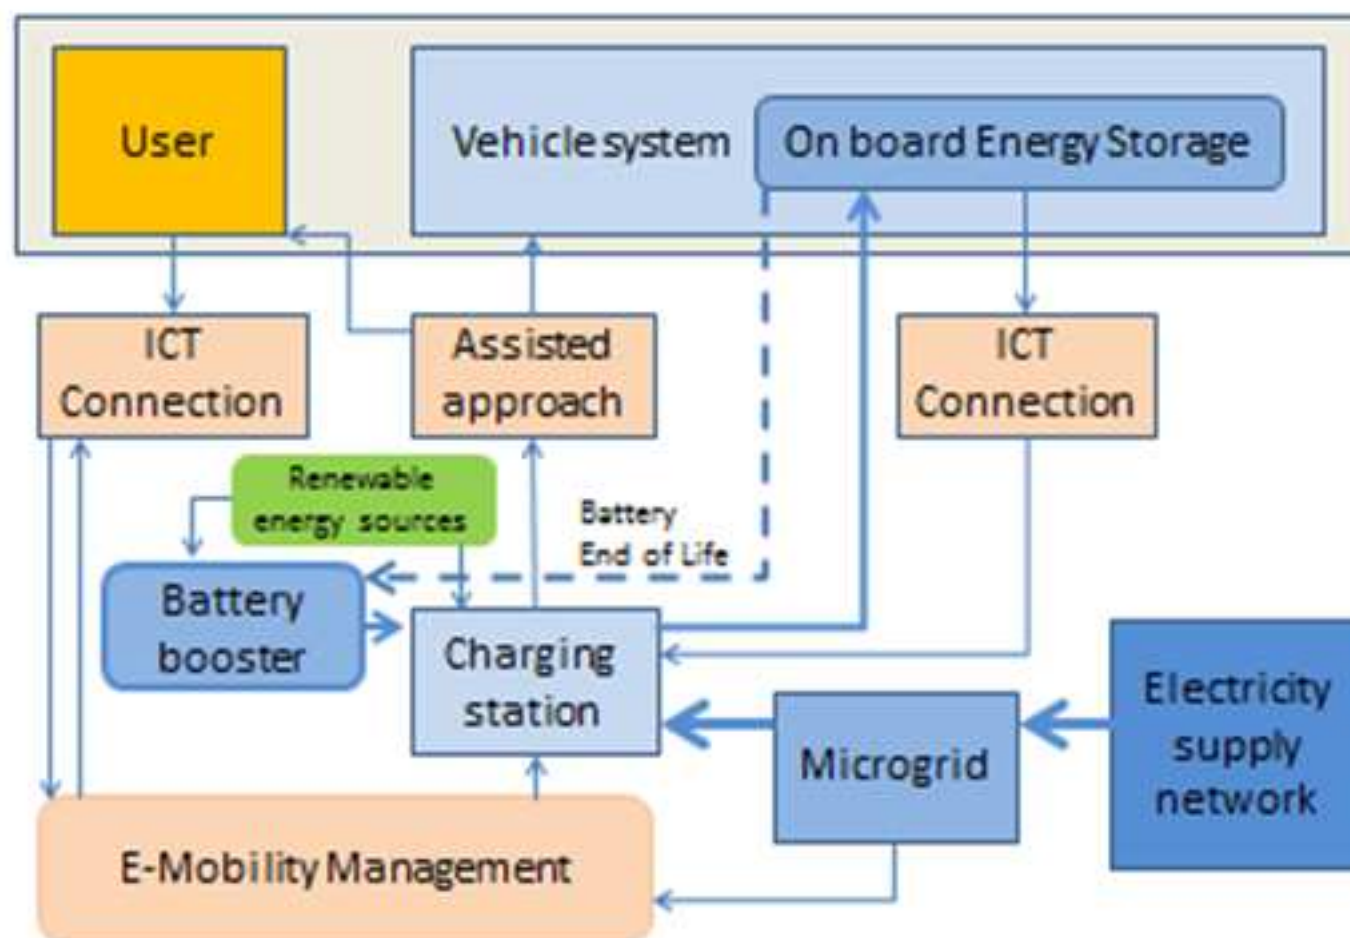 User
Vehicle system
On board Energy Storage
ICT
Connection
Assisted
approach
ICT
Connection
Renewable
energy sources
Battery
End of Life
Battery
booster
Charging
station
Microgrid
Electricity
supply
network
E-Mobility Management